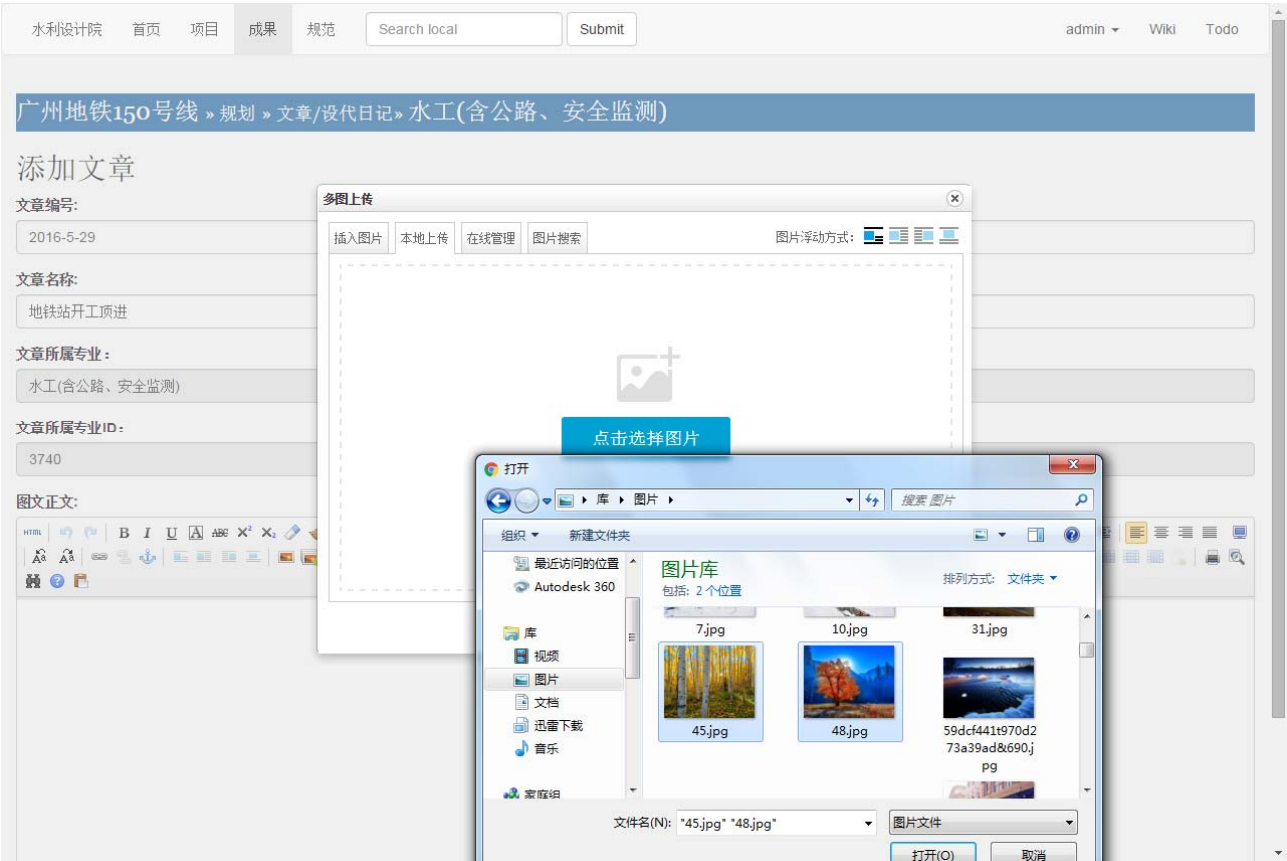 水利设计院 首页 项目 成果 规范 Search local Submit admin Wiki Todo
广州地铁150号线 » 规划 » 文章/设代日记» 水工(含公路、安全监测)
添加文章
文章编号:
2016-5-29
文章名称:
地铁站开工顶进
文章所属专业：
水工(含公路、安全监测)
文章所属专业ID：
3740
图文正文:
HTML B I U A ABC X² X₂
多图上传
插入图片 本地上传 在线管理 图片搜索 图片浮动方式:
点击选择图片
打开
库 图片 搜索 图片
组织 新建文件夹
最近访问的位置
Autodesk 360
库
视频
图片
文档
迅雷下载
音乐
家庭组
图片库
包括: 2 个位置
排列方式: 文件夹
7.jpg 10.jpg 31.jpg
45.jpg 48.jpg 59dcf441t970d2
73a39ad&690.j
pg
文件名(N): "45.jpg" "48.jpg" 图片文件
打开(O) 取消